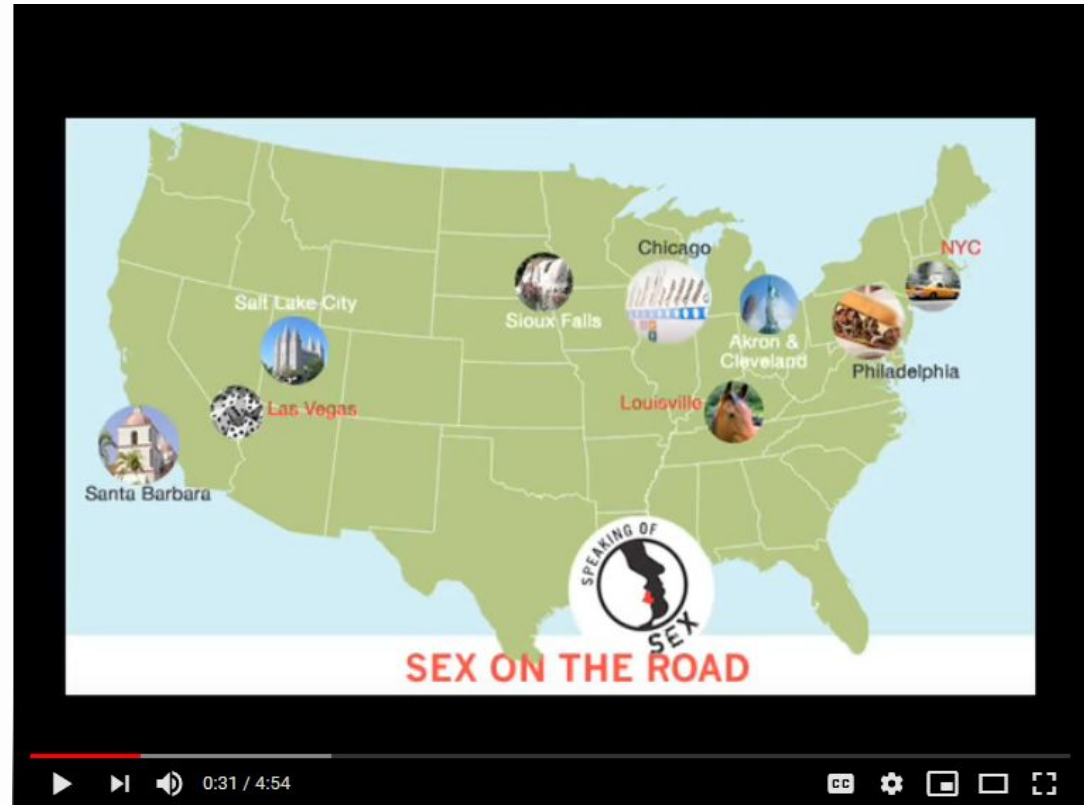 Chicago
NYC
Salt Lake City
Sioux Falls
Akron &
Cleveland
Philadelphia
Las Vegas
Louisville
Santa Barbara
SPEAKING OF
SEX
SEX ON THE ROAD
0:31 / 4:54
CC